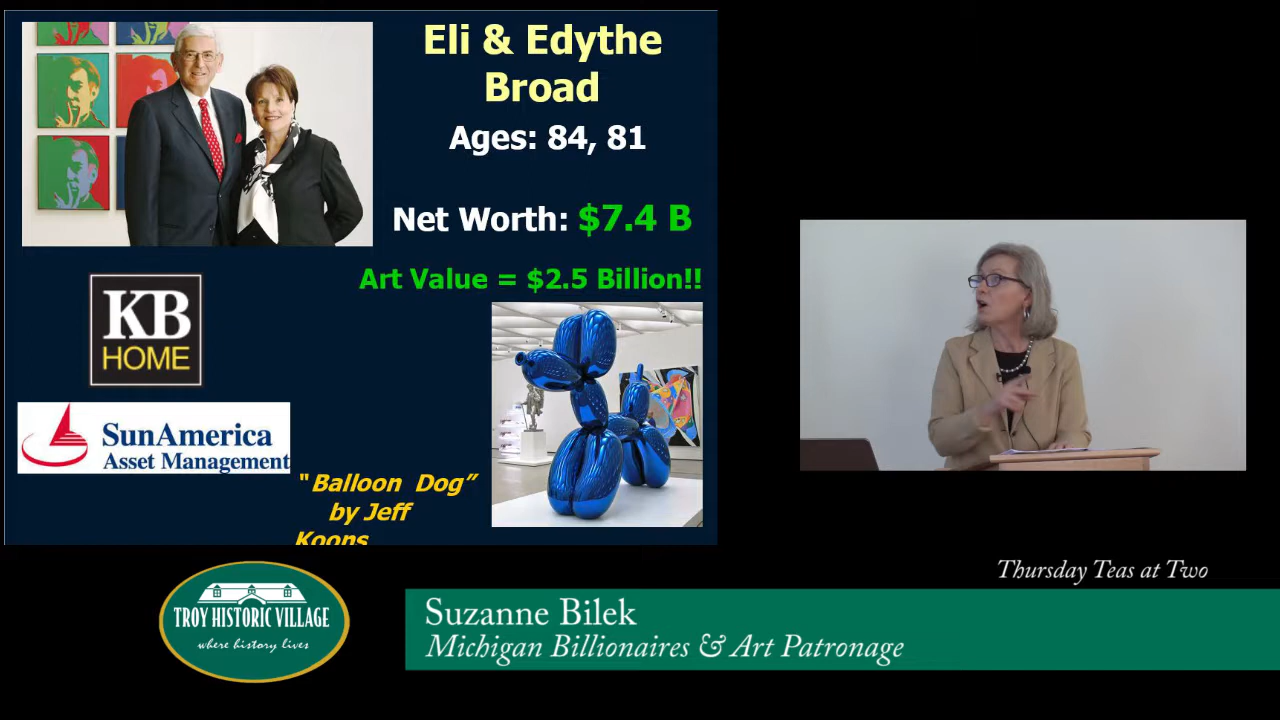 Eli & Edythe
Broad
Ages: 84, 81
Net Worth: $7.4 B
Art Value = $2.5 Billion!!
KB
HOME
SunAmerica
Asset Management
"Balloon Dog”
by Jeff
Koons
Thursday Teas at Two
TROY HISTORIC VILLAGE
where history lives
Suzanne Bilek
Michigan Billionaires & Art Patronage